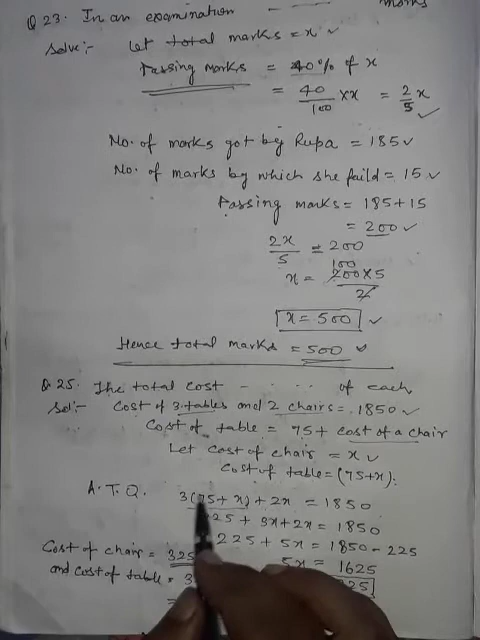 Q 23. In an examination - - - - marks
Solve:- Let total marks = x ✓
Passing marks = 40% of x
= 40/100 × x = 2/5 x ✓
No. of marks got by Rupa = 185 ✓
No. of marks by which she faild = 15 ✓
Passing marks = 185 + 15
= 200 ✓
2x/5 = 200
x = 200 × 5 / 2 100
x = 500 ✓
Hence total marks = 500 ✓
Q 25. The total cost - . . . . of each
Sol:- Cost of 3 tables and 2 chairs = 1850 ✓
Cost of table = 75 + cost of a chair
Let cost of chair = x ✓
Cost of table = (75+x).
A.T.Q. 3(75 + x) + 2x = 1850
225 + 3x + 2x = 1850
225 + 5x = 1850 - 225
Cost of chair = 325 5x = 1625
and cost of table = 3 325
=